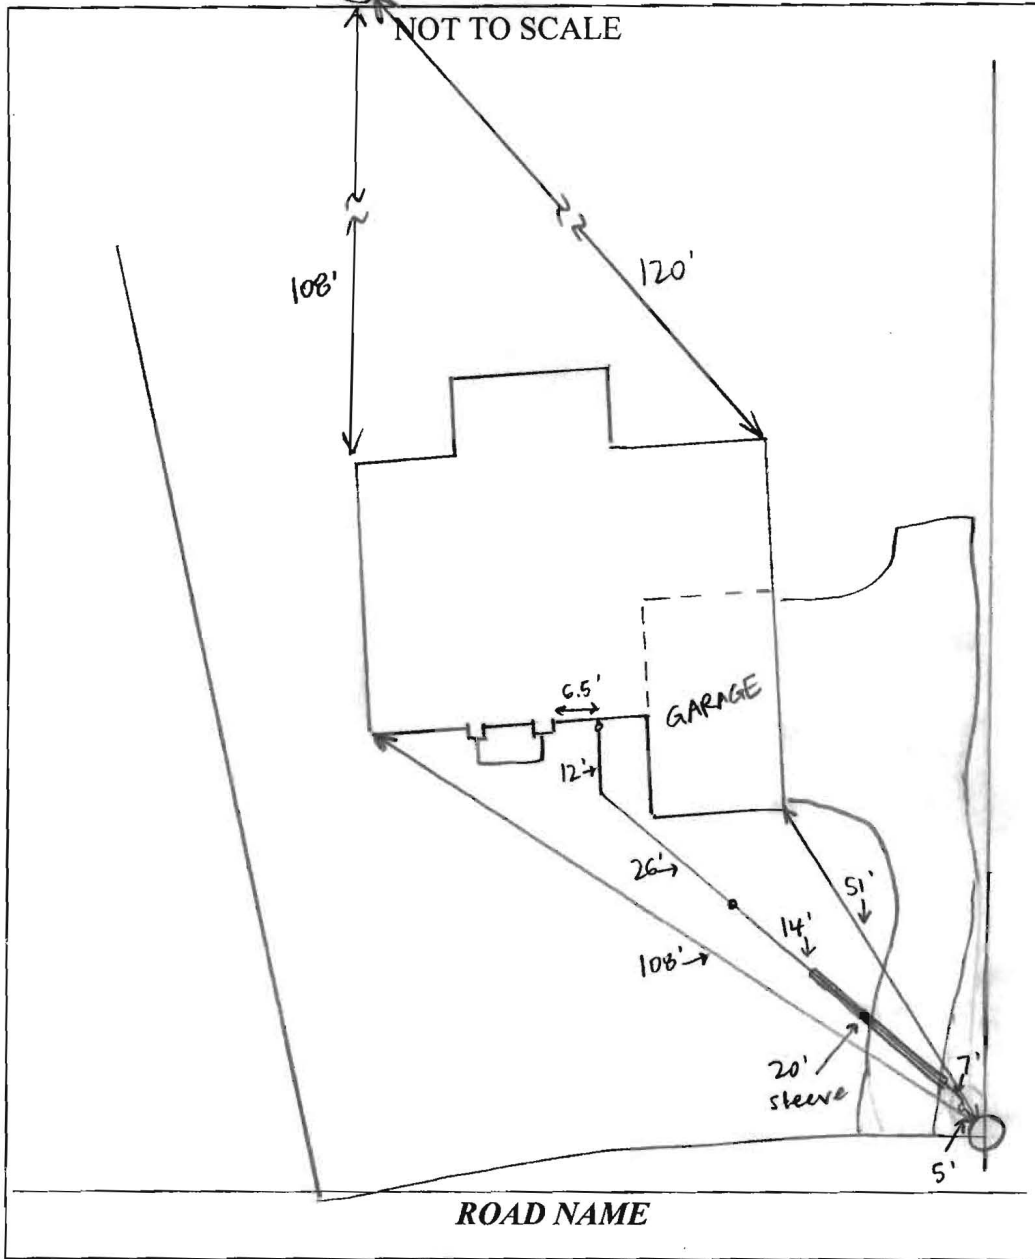 NOT TO SCALE
108'
120'
6.5'
GARAGE
12'
26'
51'
14'
108'
20'
sleeve
7'
5'
ROAD NAME